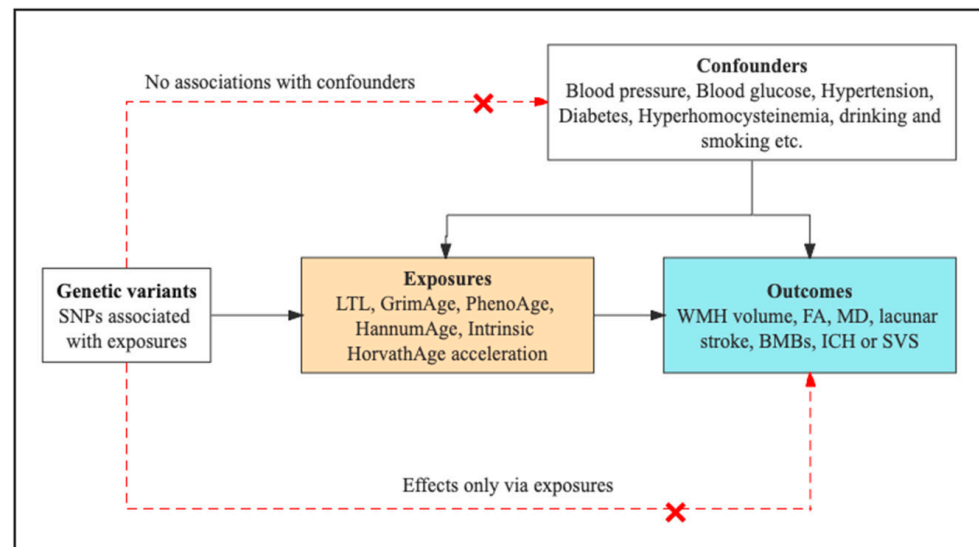 No associations with confounders
Confounders
Blood pressure, Blood glucose, Hypertension,
Diabetes, Hyperhomocysteinemia, drinking and
smoking etc.
Genetic variants
SNPs associated
with exposures
Exposures
LTL, GrimAge, PhenoAge,
HannumAge, Intrinsic
HorvathAge acceleration
Outcomes
WMH volume, FA, MD, lacunar
stroke, BMBs, ICH or SVS
Effects only via exposures